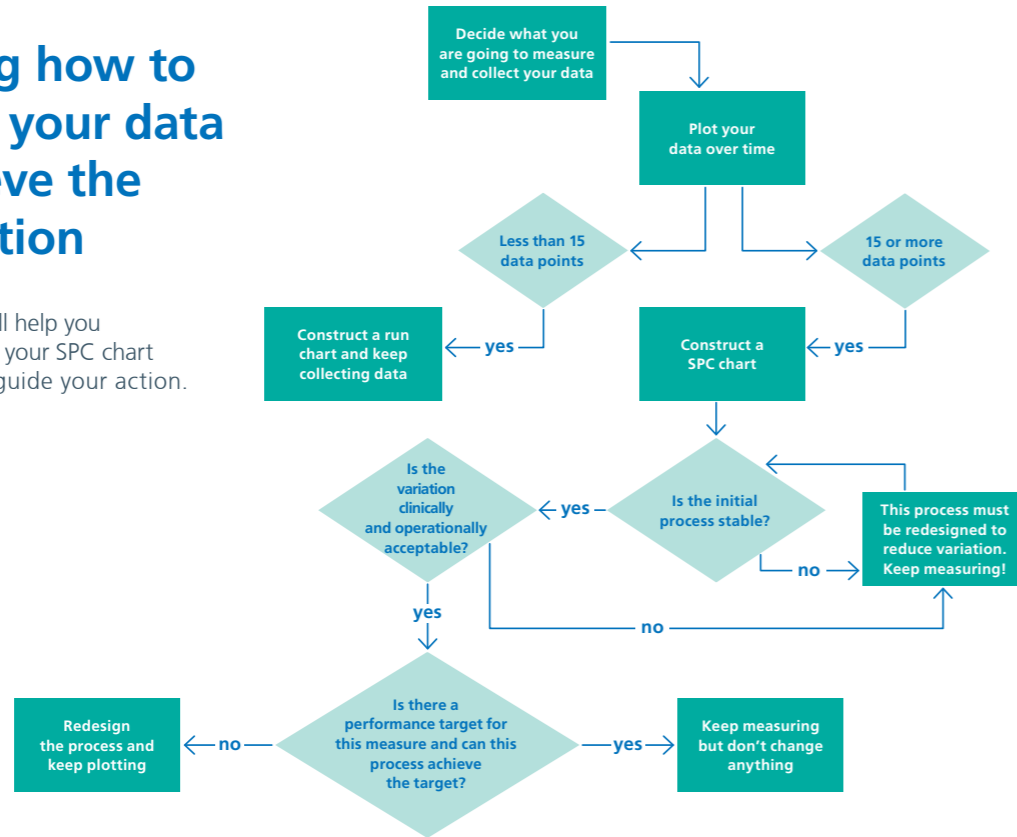 g how to
your data
eve the
tion
ll help you
your SPC chart
guide your action.
Decide what you
are going to measure
and collect your data
Plot your
data over time
Less than 15
data points
15 or more
data points
Construct a run
chart and keep
collecting data
yes
Construct a
SPC chart
yes
Is the
variation
clinically
and operationally
acceptable?
yes
Is the initial
process stable?
This process must
be redesigned to
reduce variation.
Keep measuring!
no
yes
no
Redesign
the process and
keep plotting
no
Is there a
performance target for
this measure and can this
process achieve
the target?
yes
Keep measuring
but don't change
anything